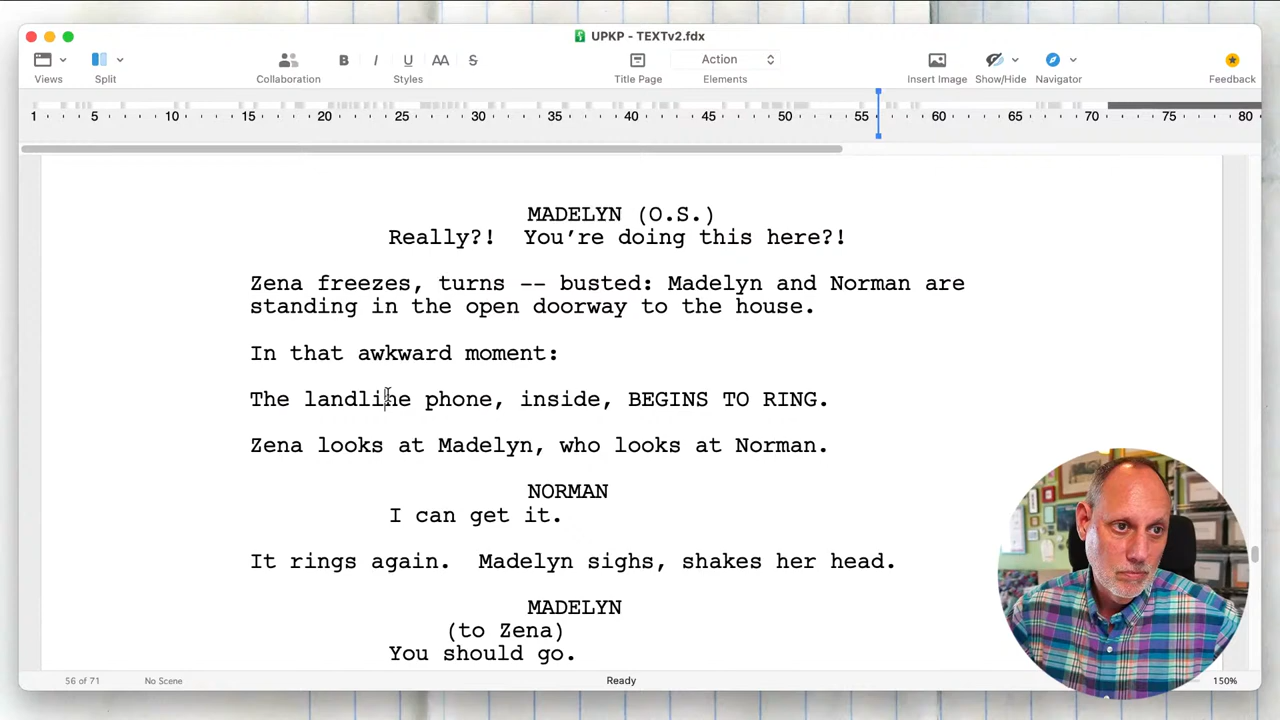 UPKP - TEXTv2.fdx
Views
Split
Collaboration
B I U AA S
Styles
Title Page
Action
Elements
Insert Image
Show/Hide
Navigator
Feedback
1 5 10 15 20 25 30 35 40 45 50 55 60 65 70 75 80
MADELYN (O.S.)
Really?! You're doing this here?!
Zena freezes, turns -- busted: Madelyn and Norman are
standing in the open doorway to the house.
In that awkward moment:
The landline phone, inside, BEGINS TO RING.
Zena looks at Madelyn, who looks at Norman.
NORMAN
I can get it.
It rings again. Madelyn sighs, shakes her head.
MADELYN
(to Zena)
You should go.
56 of 71
No Scene
Ready
150%